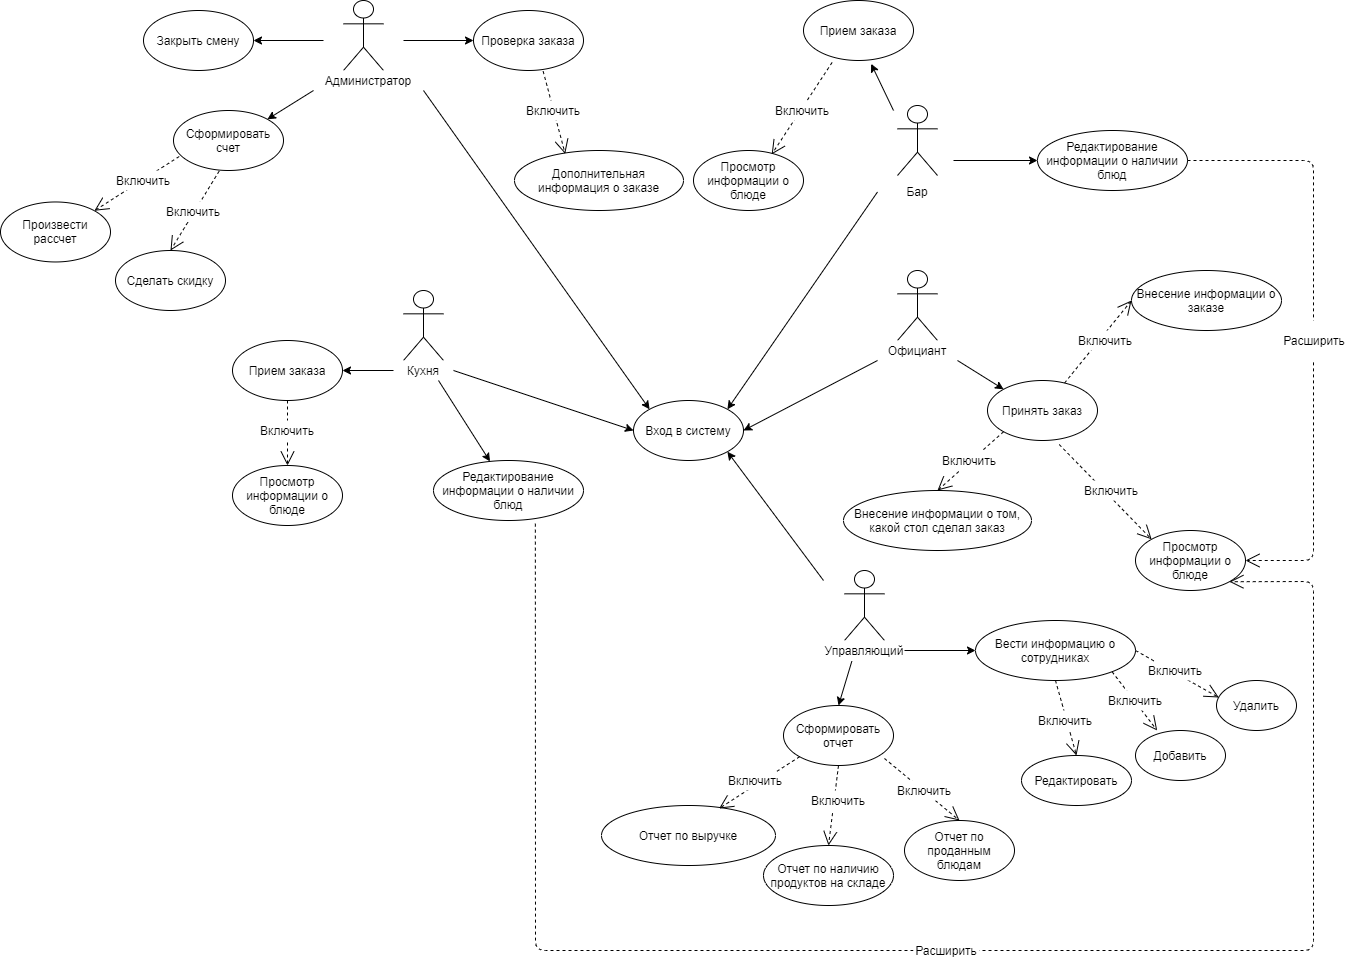 Закрыть смену
Администратор
Проверка заказа
Прием заказа
Включить
Включить
Сформировать
счет
Редактирование
информации о наличии
блюд
Бар
Просмотр
информации о
блюде
Дополнительная
информация о заказе
Включить
Включить
Произвести
рассчет
Сделать скидку
Внесение информации о
заказе
Официант
Включить
Расширить
Прием заказа
Кухня
Вход в систему
Принять заказ
Включить
Включить
Просмотр
информации о
блюде
Редактирование
информации о наличии
блюд
Включить
Внесение информации о том,
какой стол сделал заказ
Просмотр
информации о
блюде
Управляющий
Вести информацию о
сотрудниках
Включить
Включить
Включить
Удалить
Сформировать
отчет
Добавить
Редактировать
Включить
Включить
Включить
Отчет по выручке
Отчет по наличию
продуктов на складе
Отчет по
проданным
блюдам
Расширить